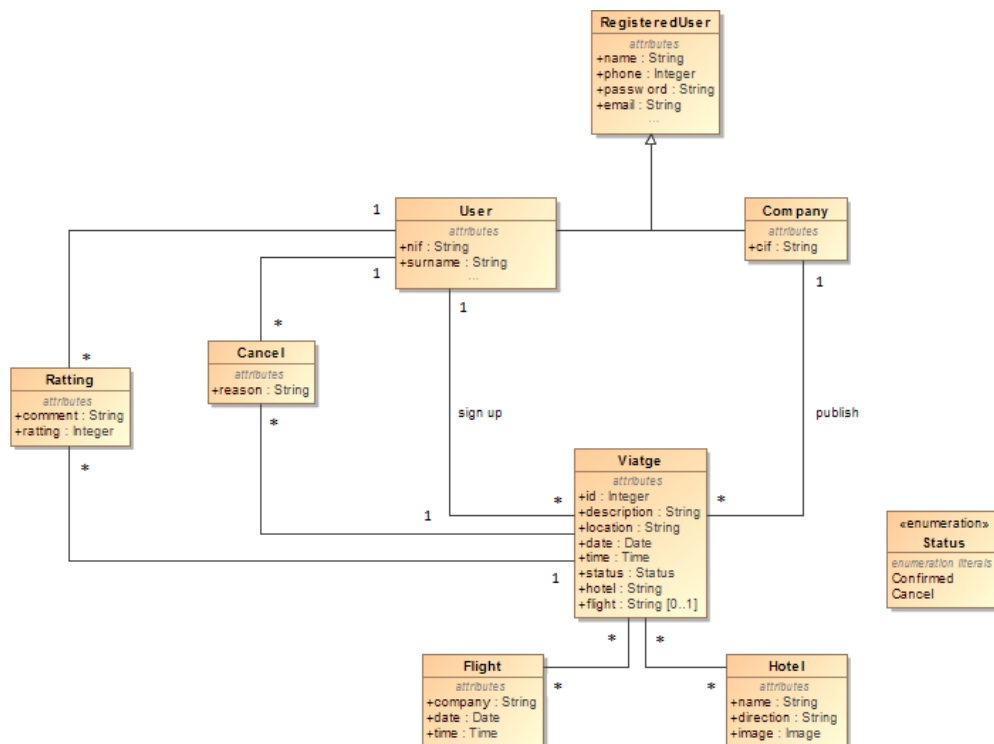 RegisteredUser
attributes
+name : String
+phone : Integer
+password : String
+email : String
...
1
User
attributes
+nif : String
+surname : String
...
Company
attributes
+cif : String
1
1
1
*
*
Cancel
attributes
+reason : String
*
Ratting
attributes
+comment : String
+ratting : Integer
*
sign up
publish
Viatge
attributes
+id : Integer
+description : String
+location : String
+date : Date
+time : Time
+status : Status
+hotel : String
+flight : String [0..1]
*
*
1
1
«enumeration»
Status
enumeration literals
Confirmed
Cancel
*
*
Flight
attributes
+company : String
+date : Date
+time : Time
*
*
Hotel
attributes
+name : String
+direction : String
+image : Image